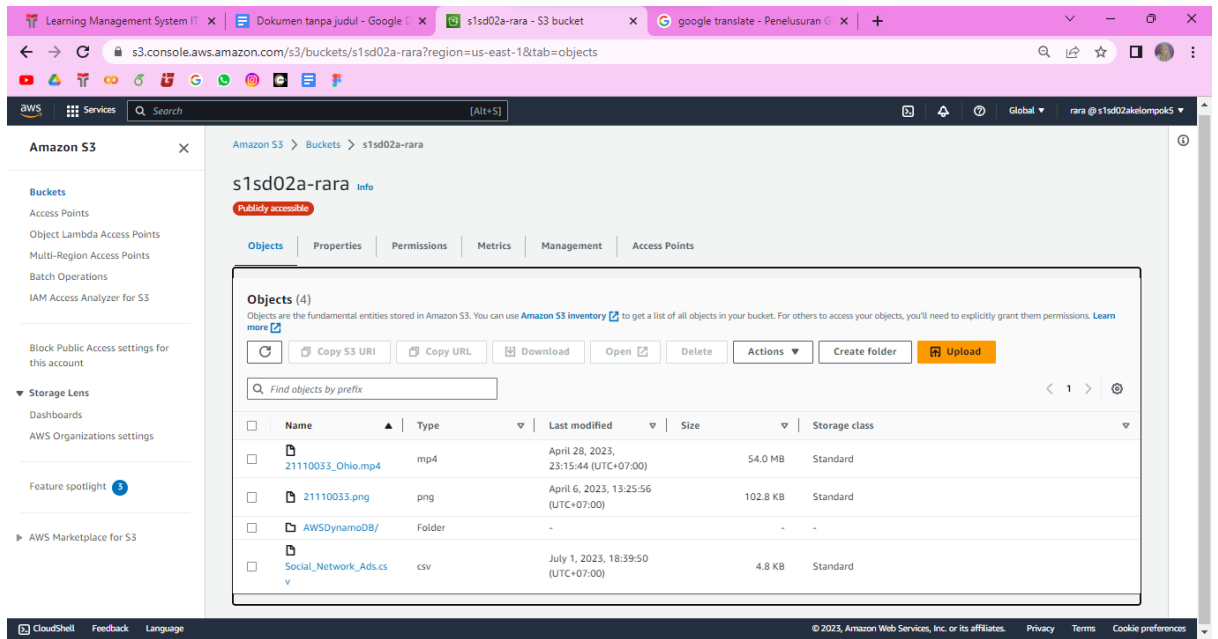 Learning Management System IT
Dokumen tanpa judul - Google D
s1sd02a-rara - S3 bucket
google translate - Penelusuran G
s3.console.aws.amazon.com/s3/buckets/s1sd02a-rara?region=us-east-1&tab=objects
aws
Services
Search
[Alt+S]
Global
rara @ s1sd02akelompok5
Amazon S3
Buckets
Access Points
Object Lambda Access Points
Multi-Region Access Points
Batch Operations
IAM Access Analyzer for S3
Block Public Access settings for
this account
Storage Lens
Dashboards
AWS Organizations settings
Feature spotlight 3
AWS Marketplace for S3
Amazon S3 > Buckets > s1sd02a-rara
s1sd02a-rara Info
Publicly accessible
Objects Properties Permissions Metrics Management Access Points
Objects (4)
Objects are the fundamental entities stored in Amazon S3. You can use Amazon S3 inventory to get a list of all objects in your bucket. For others to access your objects, you'll need to explicitly grant them permissions. Learn
more
Copy S3 URI Copy URL Download Open Delete Actions Create folder Upload
Find objects by prefix
1
Name Type Last modified Size Storage class
21110033_Ohio.mp4 mp4 April 28, 2023,
23:15:44 (UTC+07:00) 54.0 MB Standard
21110033.png png April 6, 2023, 13:25:56
(UTC+07:00) 102.8 KB Standard
AWSDynamoDB/ Folder - - -
Social_Network_Ads.cs
v csv July 1, 2023, 18:39:50
(UTC+07:00) 4.8 KB Standard
CloudShell Feedback Language
© 2023, Amazon Web Services, Inc. or its affiliates. Privacy Terms Cookie preferences